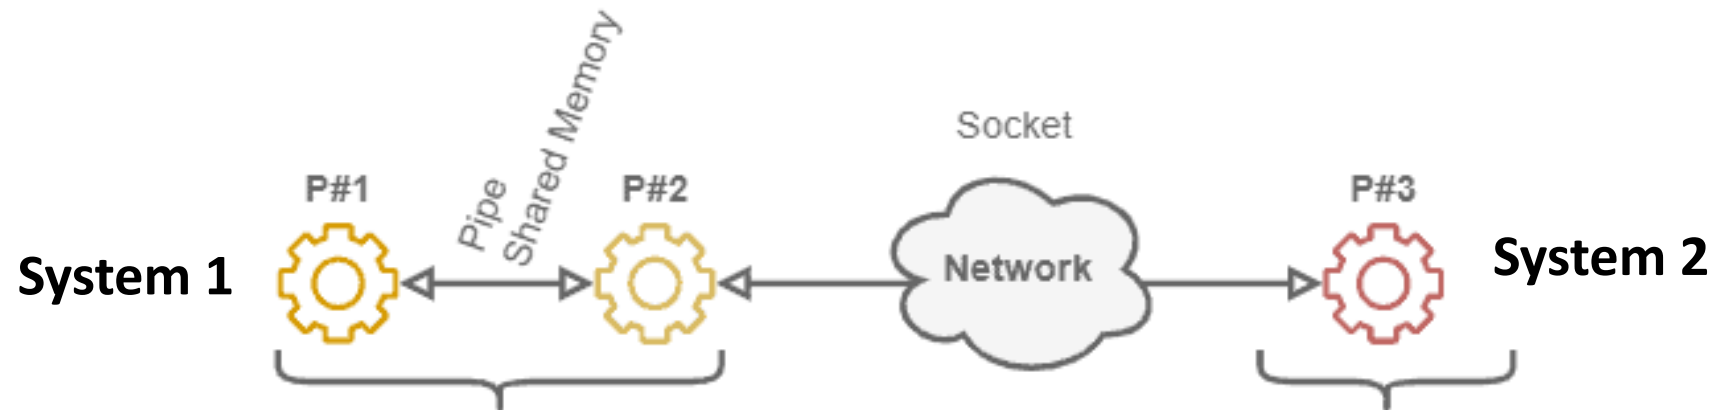 System 1
P#1
Pipe
Shared Memory
P#2
Socket
Network
P#3
System 2